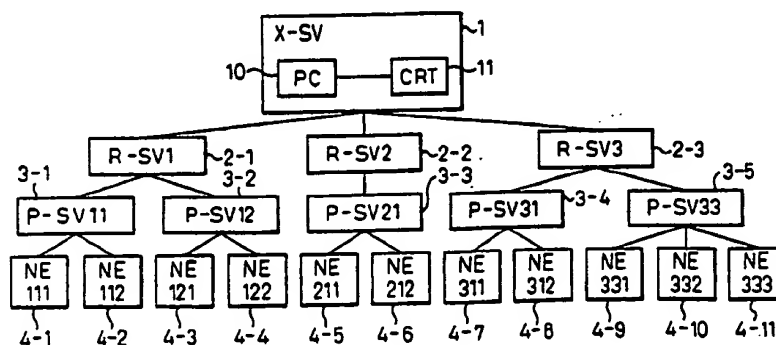 X-SV
1
10
PC
CRT
11
R-SV1
2-1
R-SV2
2-2
R-SV3
2-3
3-1
3-2
3-3
3-4
3-5
P-SV11
P-SV12
P-SV21
P-SV31
P-SV33
NE
111
NE
112
NE
121
NE
122
NE
211
NE
212
NE
311
NE
312
NE
331
NE
332
NE
333
4-1
4-2
4-3
4-4
4-5
4-6
4-7
4-8
4-9
4-10
4-11